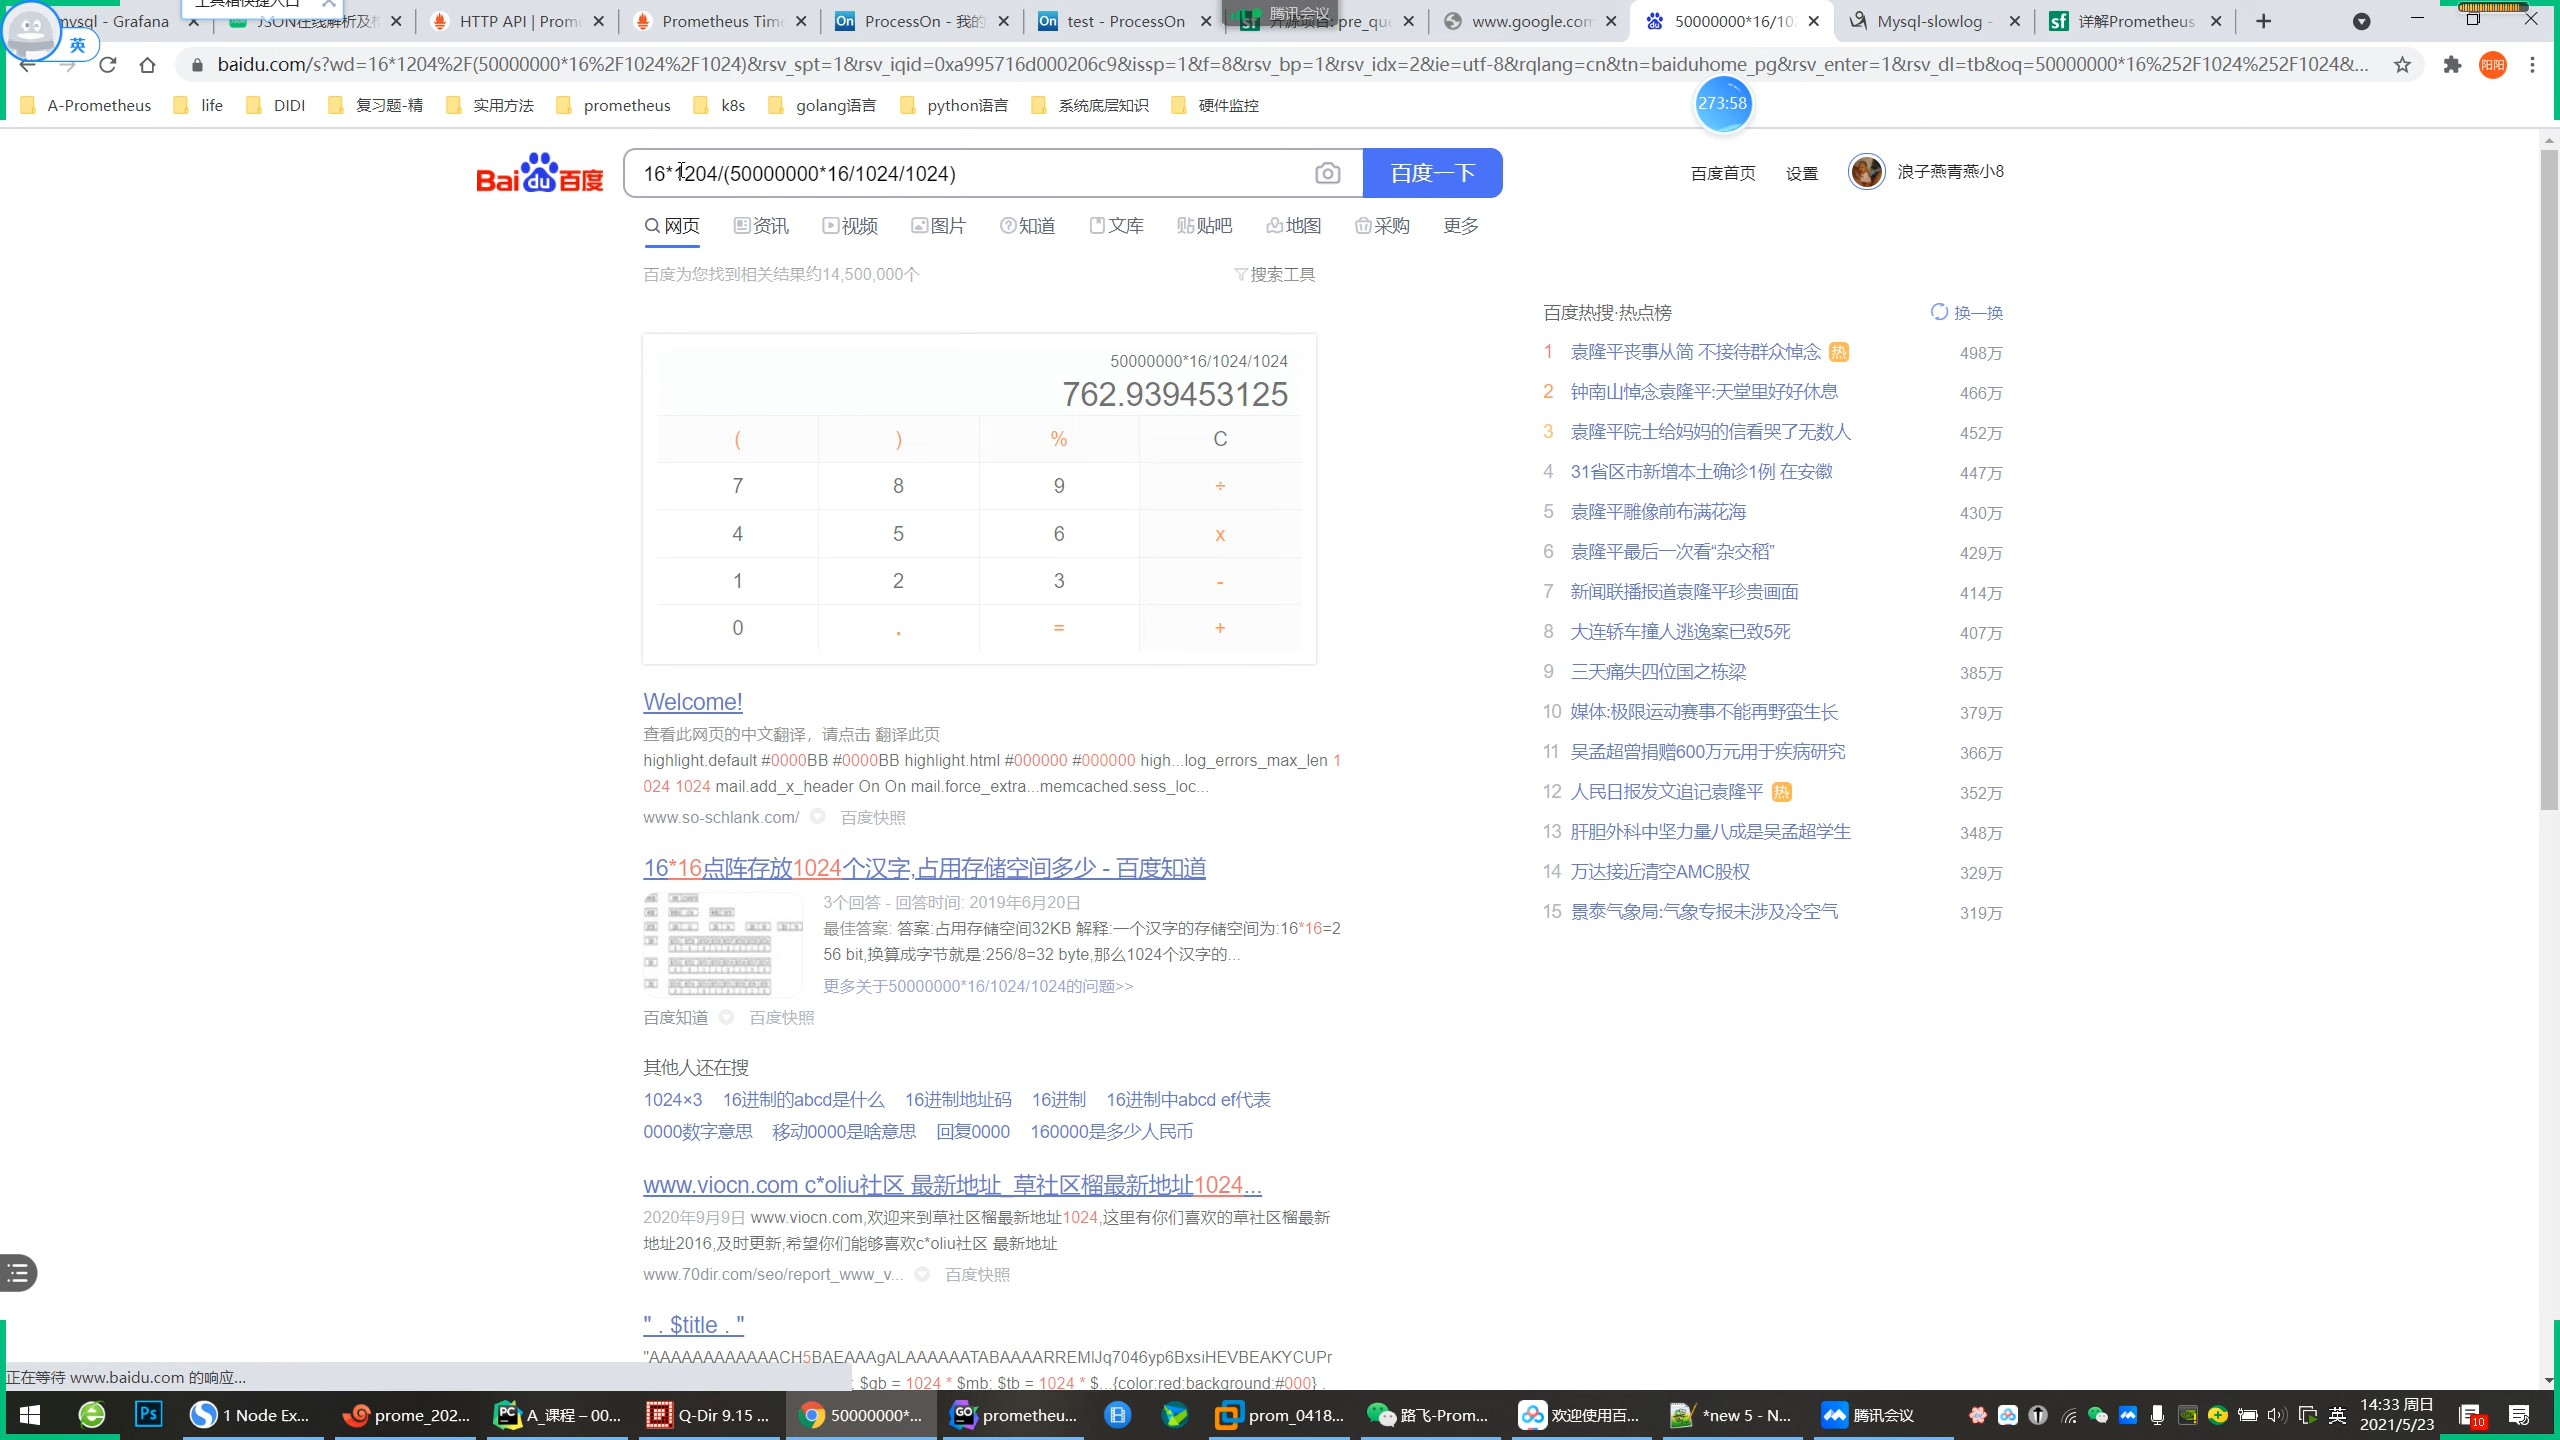 mysql - Grafana
JSON在线解析及格
HTTP API | Prome
Prometheus Time
ProcessOn - 我的
test - ProcessOn
开源项目: pre_que
www.google.com
50000000*16/102
Mysql-slowlog -
详解Prometheus
工具箱快捷入口
腾讯会议
英
baidu.com/s?wd=16*1204%2F(50000000*16%2F1024%2F1024)&rsv_spt=1&rsv_iqid=0xa995716d000206c9&issp=1&f=8&rsv_bp=1&rsv_idx=2&ie=utf-8&rqlang=cn&tn=baiduhome_pg&rsv_enter=1&rsv_dl=tb&oq=50000000*16%252F1024%252F1024&...
阳阳
A-Prometheus life DIDI 复习题-精 实用方法 prometheus k8s golang语言 python语言 系统底层知识 硬件监控
273:58
Bai du 百度
16*1204/(50000000*16/1024/1024)
百度一下
百度首页 设置 浪子燕青燕小8
网页 资讯 视频 图片 知道 文库 贴吧 地图 采购 更多
百度为您找到相关结果约14,500,000个
搜索工具
50000000*16/1024/1024
762.939453125
( ) % C
7 8 9 ÷
4 5 6 x
1 2 3 -
0 . = +
Welcome!
查看此网页的中文翻译，请点击 翻译此页
highlight.default #0000BB #0000BB highlight.html #000000 #000000 high...log_errors_max_len 1
024 1024 mail.add_x_header On On mail.force_extra...memcached.sess_loc...
www.so-schlank.com/ 百度快照
16*16点阵存放1024个汉字,占用存储空间多少 - 百度知道
3个回答 - 回答时间: 2019年6月20日
最佳答案: 答案:占用存储空间32KB 解释:一个汉字的存储空间为:16*16=2
56 bit,换算成字节就是:256/8=32 byte,那么1024个汉字的...
更多关于50000000*16/1024/1024的问题>>
百度知道 百度快照
其他人还在搜
1024×3 16进制的abcd是什么 16进制地址码 16进制 16进制中abcd ef代表
0000数字意思 移动0000是啥意思 回复0000 160000是多少人民币
www.viocn.com c*oliu社区 最新地址_草社区榴最新地址1024...
2020年9月9日 www.viocn.com,欢迎来到草社区榴最新地址1024,这里有你们喜欢的草社区榴最新
地址2016,及时更新,希望你们能够喜欢c*oliu社区 最新地址
www.70dir.com/seo/report_www_v... 百度快照
" . $title . "
"AAAAAAAAAAAACH5BAEAAAgALAAAAAATABAAAARREMlJq7046yp6BxsiHEVBEAKYCUPr
; $gb = 1024 * $mb; $tb = 1024 * $...{color:red;background:#000} .
百度热搜·热点榜 换一换
1 袁隆平丧事从简 不接待群众悼念 热 498万
2 钟南山悼念袁隆平:天堂里好好休息 466万
3 袁隆平院士给妈妈的信看哭了无数人 452万
4 31省区市新增本土确诊1例 在安徽 447万
5 袁隆平雕像前布满花海 430万
6 袁隆平最后一次看“杂交稻” 429万
7 新闻联播报道袁隆平珍贵画面 414万
8 大连轿车撞人逃逸案已致5死 407万
9 三天痛失四位国之栋梁 385万
10 媒体:极限运动赛事不能再野蛮生长 379万
11 吴孟超曾捐赠600万元用于疾病研究 366万
12 人民日报发文追记袁隆平 热 352万
13 肝胆外科中坚力量八成是吴孟超学生 348万
14 万达接近清空AMC股权 329万
15 景泰气象局:气象专报未涉及冷空气 319万
正在等待 www.baidu.com 的响应...
Ps
1 Node Ex...
prome_202...
A_课程 – 00...
Q-Dir 9.15 ...
50000000*...
prometheu...
prom_0418...
路飞-Prom...
欢迎使用百...
*new 5 - N...
腾讯会议
英
14:33 周日
2021/5/23
10